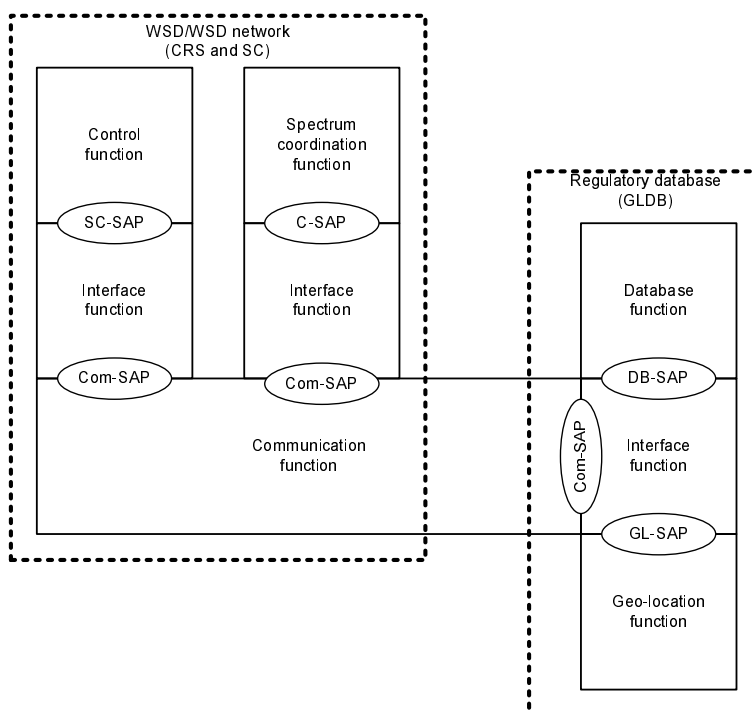 WSD/WSD network
(CRS and SC)
Control
function
Spectrum
coordination
function
Regulatory database
(GLDB)
SC-SAP
C-SAP
Interface
function
Interface
function
Database
function
Com-SAP
Com-SAP
DB-SAP
Communication
function
Com-SAP
Interface
function
GL-SAP
Geo-location
function